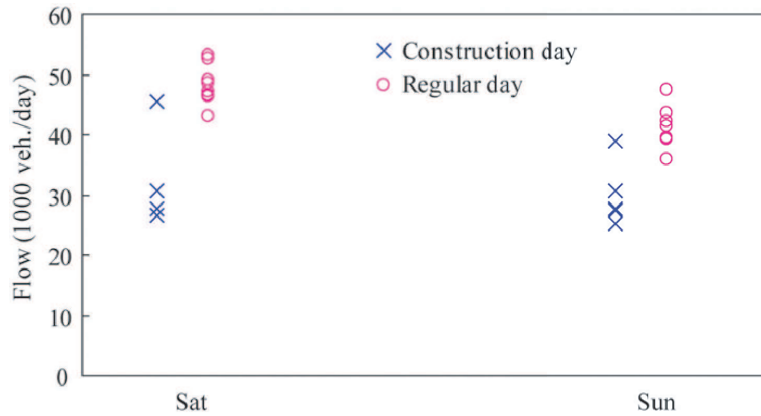 60
50
40
30
20
10
0
Flow (1000 veh./day)
Construction day
Regular day
Sat
Sun